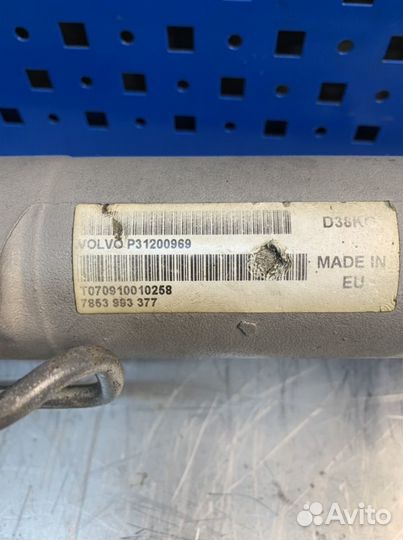 VOLVO P31200969
T070910010258
7853 993 377
MADE IN
EU
Avito